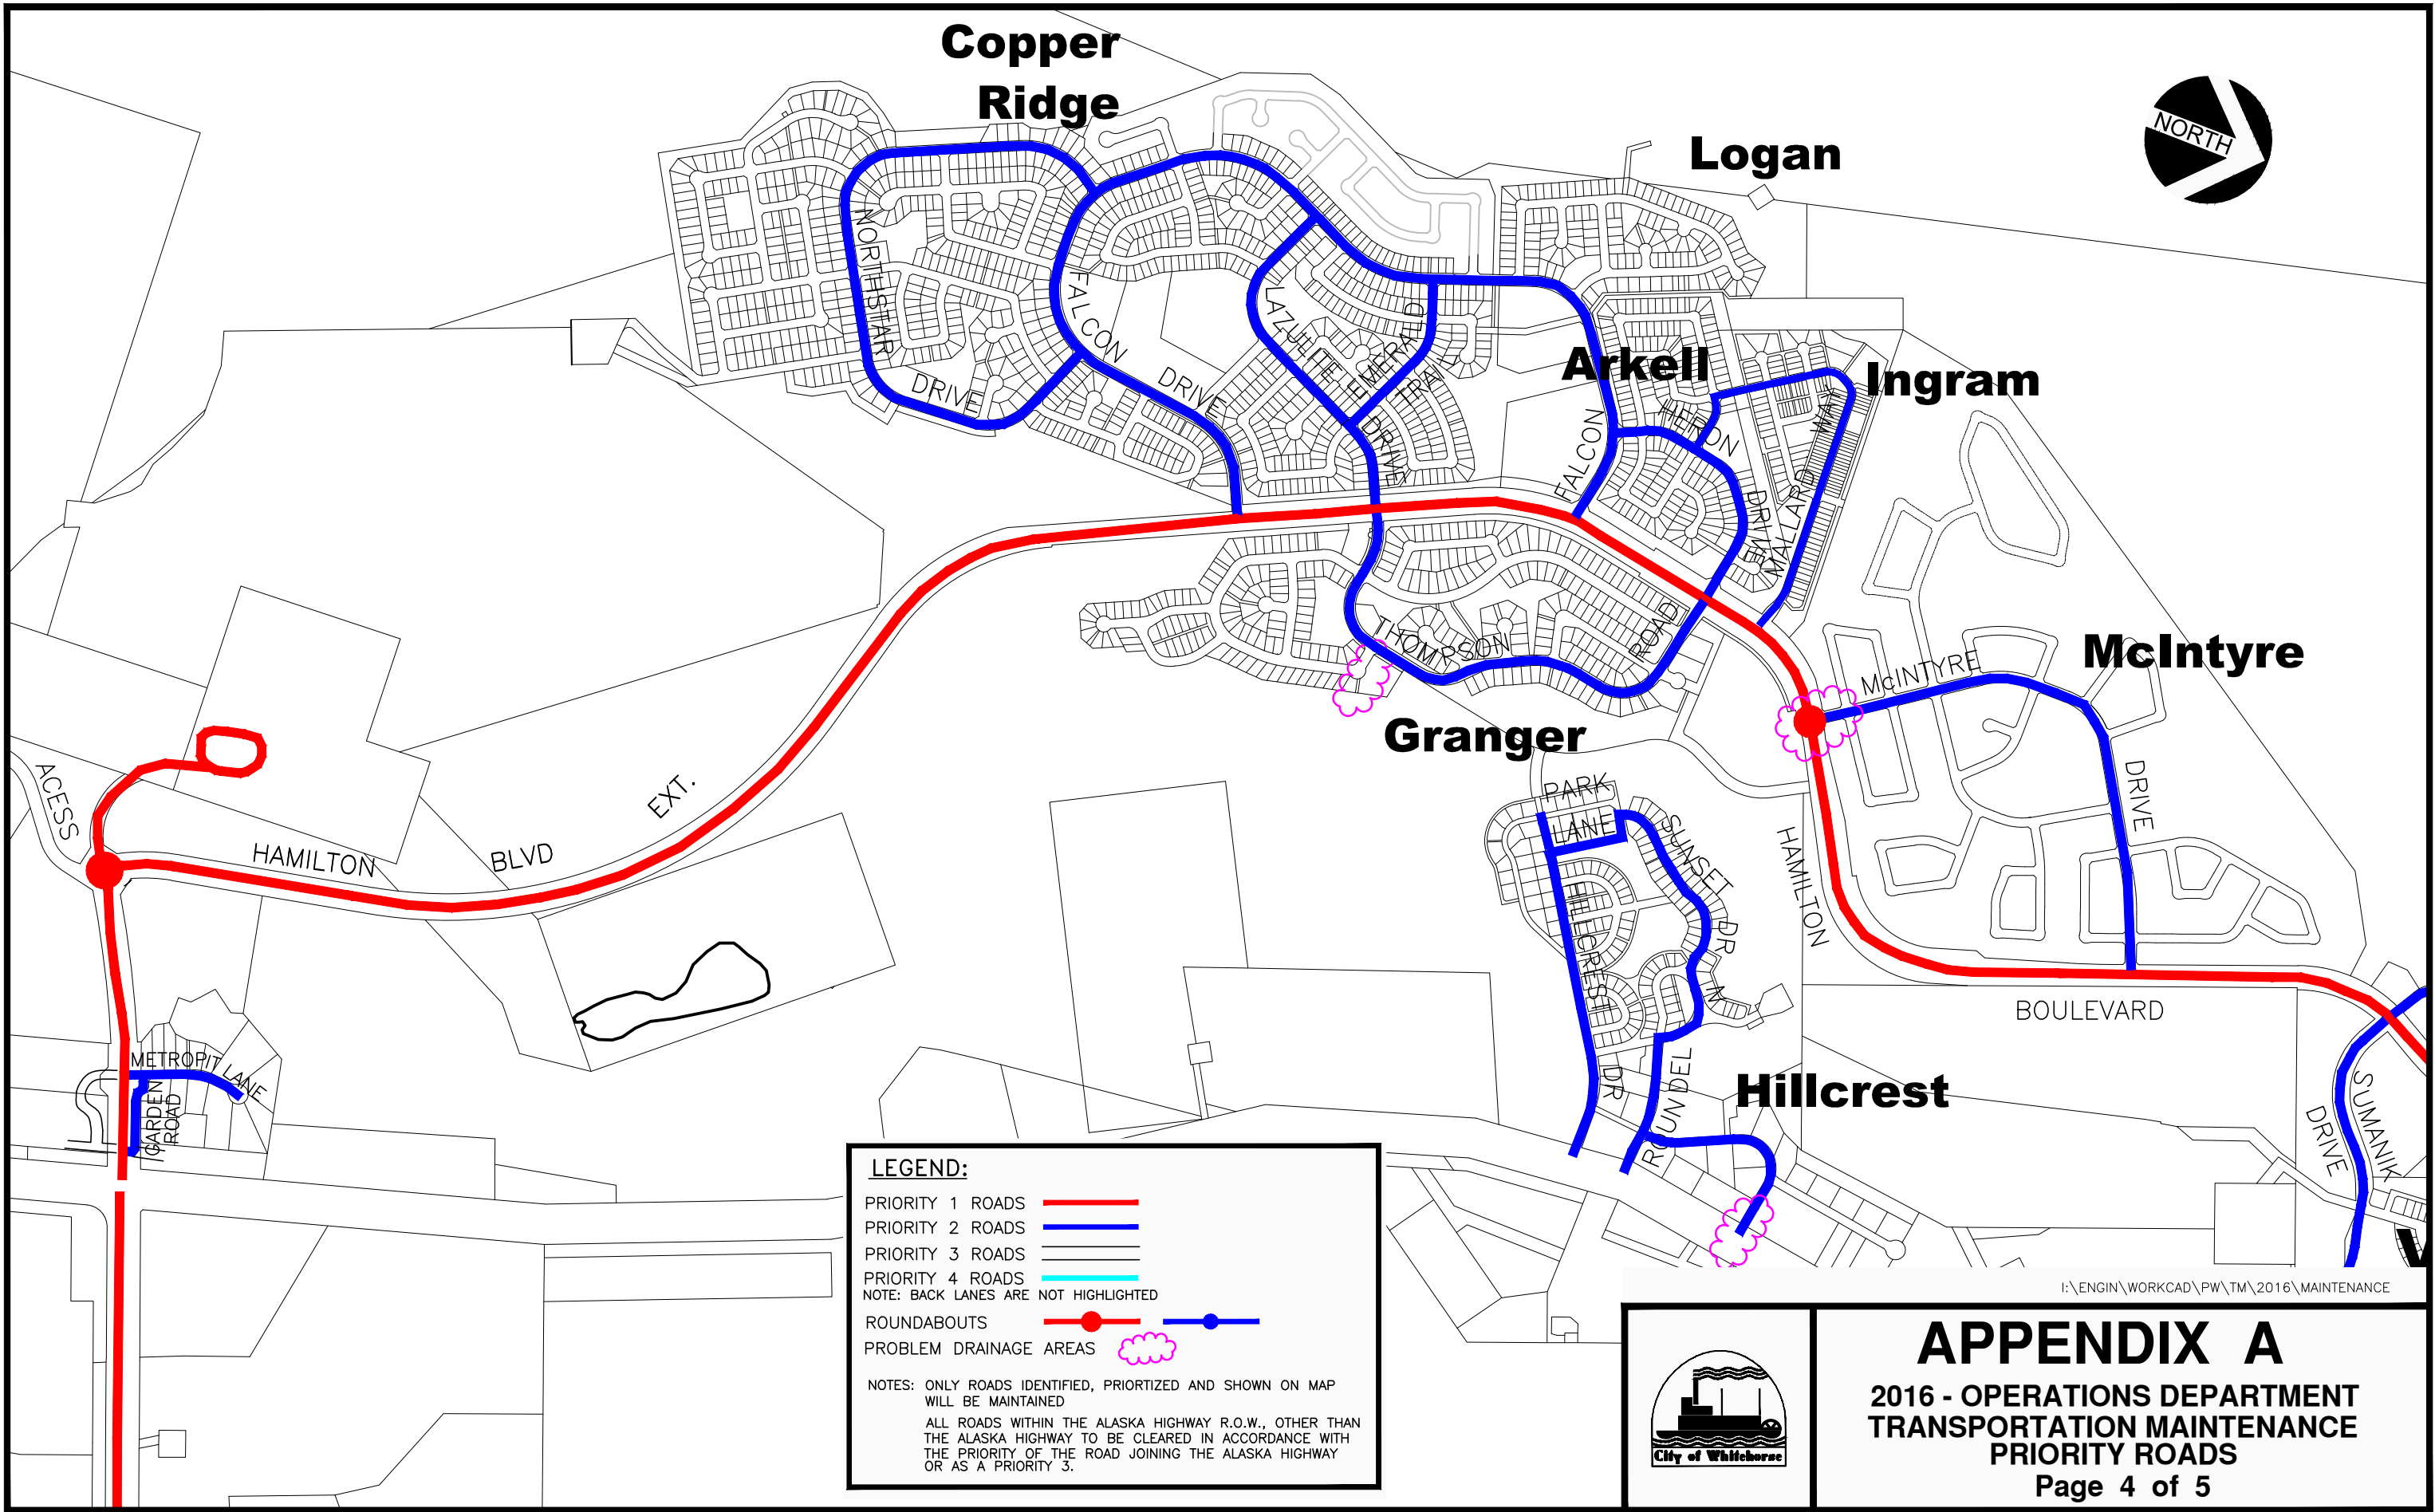 Copper
Ridge
Logan
NORTH
Arkell
Ingram
NORTHSTAR
DRIVE
FALCON
DRIVE
LAZULITE
DRIVE
EMERALD
TRAIL
FALCON
HERON
DRIVE
MALLARD
WAY
McIntyre
McINTYRE
DRIVE
THOMPSON
ROAD
Granger
ACESS
HAMILTON
BLVD
EXT.
PARK
LANE
SUNSET
DR
N
HILLCREST
DR
ROUNDEL
HAMILTON
BOULEVARD
Hillcrest
METROPIT LANE
GARDEN
ROAD
SUMANIK
DRIVE
LEGEND:
PRIORITY 1 ROADS
PRIORITY 2 ROADS
PRIORITY 3 ROADS
PRIORITY 4 ROADS
NOTE: BACK LANES ARE NOT HIGHLIGHTED
ROUNDABOUTS
PROBLEM DRAINAGE AREAS
NOTES: ONLY ROADS IDENTIFIED, PRIORTIZED AND SHOWN ON MAP
WILL BE MAINTAINED
ALL ROADS WITHIN THE ALASKA HIGHWAY R.O.W., OTHER THAN
THE ALASKA HIGHWAY TO BE CLEARED IN ACCORDANCE WITH
THE PRIORITY OF THE ROAD JOINING THE ALASKA HIGHWAY
OR AS A PRIORITY 3.
I:\ENGIN\WORKCAD\PW\TM\2016\MAINTENANCE
City of Whitehorse
APPENDIX A
2016 - OPERATIONS DEPARTMENT
TRANSPORTATION MAINTENANCE
PRIORITY ROADS
Page 4 of 5